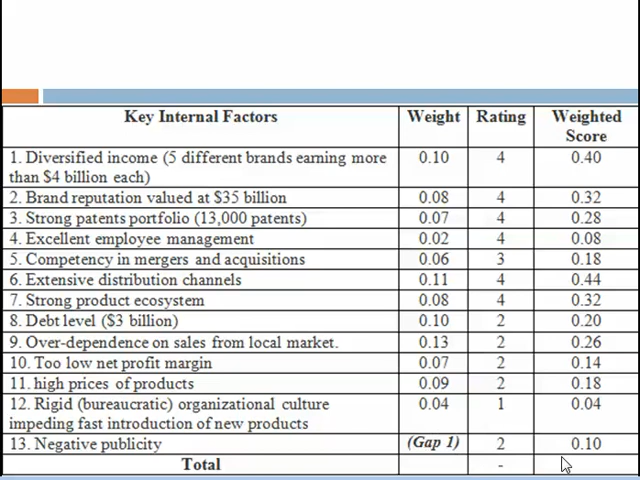 Key Internal Factors Weight Rating Weighted Score
1. Diversified income (5 different brands earning more than $4 billion each) 0.10 4 0.40
2. Brand reputation valued at $35 billion 0.08 4 0.32
3. Strong patents portfolio (13,000 patents) 0.07 4 0.28
4. Excellent employee management 0.02 4 0.08
5. Competency in mergers and acquisitions 0.06 3 0.18
6. Extensive distribution channels 0.11 4 0.44
7. Strong product ecosystem 0.08 4 0.32
8. Debt level ($3 billion) 0.10 2 0.20
9. Over-dependence on sales from local market. 0.13 2 0.26
10. Too low net profit margin 0.07 2 0.14
11. high prices of products 0.09 2 0.18
12. Rigid (bureaucratic) organizational culture impeding fast introduction of new products 0.04 1 0.04
13. Negative publicity (Gap 1) 2 0.10
Total -